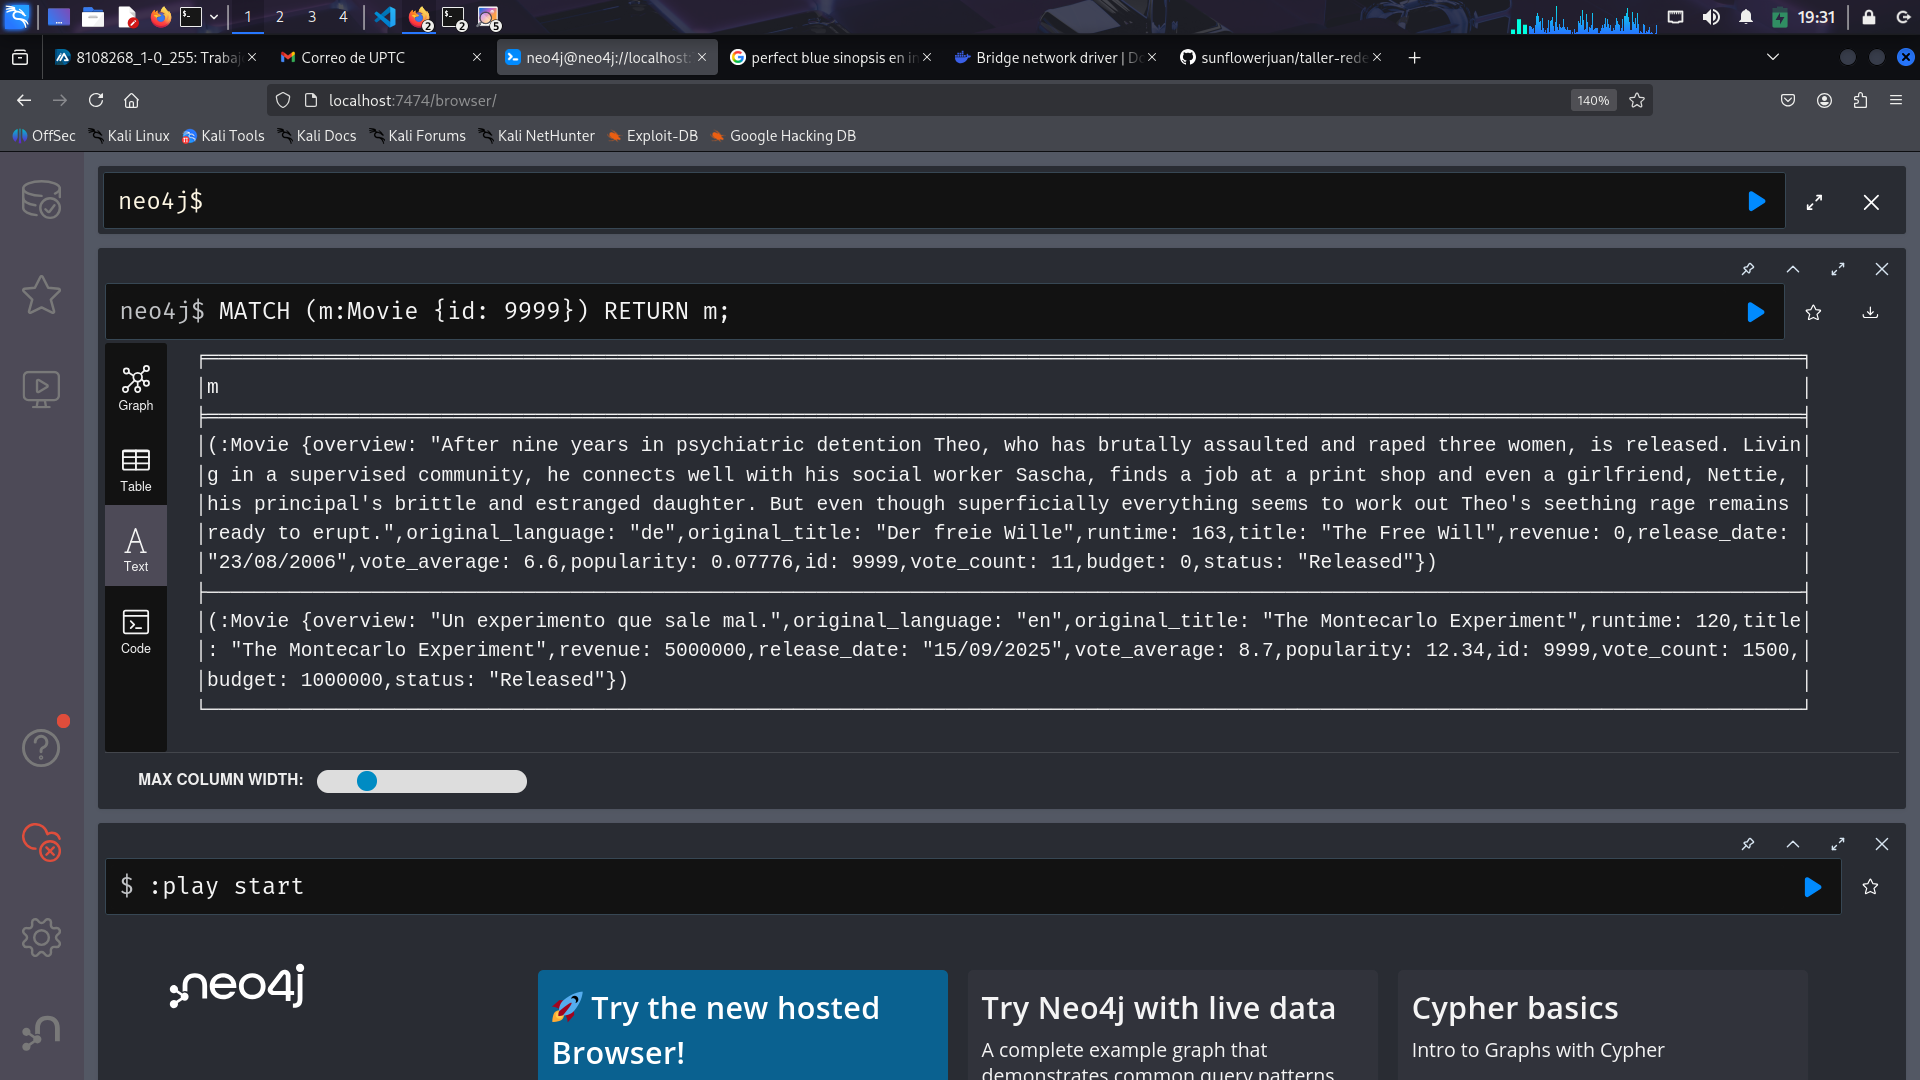 1 2 3 4 2 2 5 19:31
8108268_1-0_255: Traba Correo de UPTC neo4j@neo4j://localhost: perfect blue sinopsis en in Bridge network driver | Do sunflowerjuan/taller-rede
localhost:7474/browser/ 140%
OffSec Kali Linux Kali Tools Kali Docs Kali Forums Kali NetHunter Exploit-DB Google Hacking DB
neo4j$
neo4j$ MATCH (m:Movie {id: 9999}) RETURN m;
Graph
Table
Text
Code
m
(:Movie {overview: "After nine years in psychiatric detention Theo, who has brutally assaulted and raped three women, is released. Livin
g in a supervised community, he connects well with his social worker Sascha, finds a job at a print shop and even a girlfriend, Nettie,
his principal's brittle and estranged daughter. But even though superficially everything seems to work out Theo's seething rage remains
ready to erupt.",original_language: "de",original_title: "Der freie Wille",runtime: 163,title: "The Free Will",revenue: 0,release_date:
"23/08/2006",vote_average: 6.6,popularity: 0.07776,id: 9999,vote_count: 11,budget: 0,status: "Released"})
(:Movie {overview: "Un experimento que sale mal.",original_language: "en",original_title: "The Montecarlo Experiment",runtime: 120,title
: "The Montecarlo Experiment",revenue: 5000000,release_date: "15/09/2025",vote_average: 8.7,popularity: 12.34,id: 9999,vote_count: 1500,
budget: 1000000,status: "Released"})
MAX COLUMN WIDTH:
$ :play start
neo4j
🚀 Try the new hosted
Browser!
Try Neo4j with live data
A complete example graph that
demonstrates common query patterns
Cypher basics
Intro to Graphs with Cypher